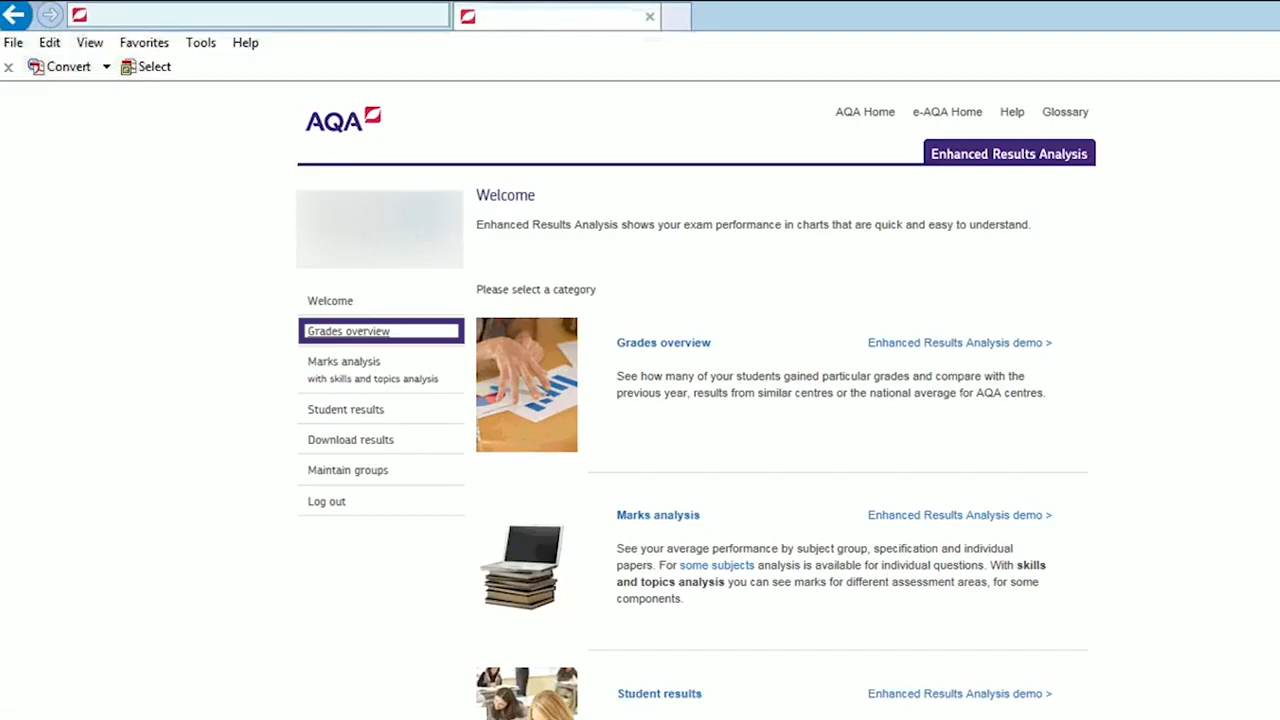 File Edit View Favorites Tools Help
Convert Select
AQA
AQA Home e-AQA Home Help Glossary
Enhanced Results Analysis
Welcome
Enhanced Results Analysis shows your exam performance in charts that are quick and easy to understand.
Please select a category
Welcome
Grades overview
Marks analysis
with skills and topics analysis
Student results
Download results
Maintain groups
Log out
Grades overview Enhanced Results Analysis demo >
See how many of your students gained particular grades and compare with the
previous year, results from similar centres or the national average for AQA centres.
Marks analysis Enhanced Results Analysis demo >
See your average performance by subject group, specification and individual
papers. For some subjects analysis is available for individual questions. With skills
and topics analysis you can see marks for different assessment areas, for some
components.
Student results Enhanced Results Analysis demo >